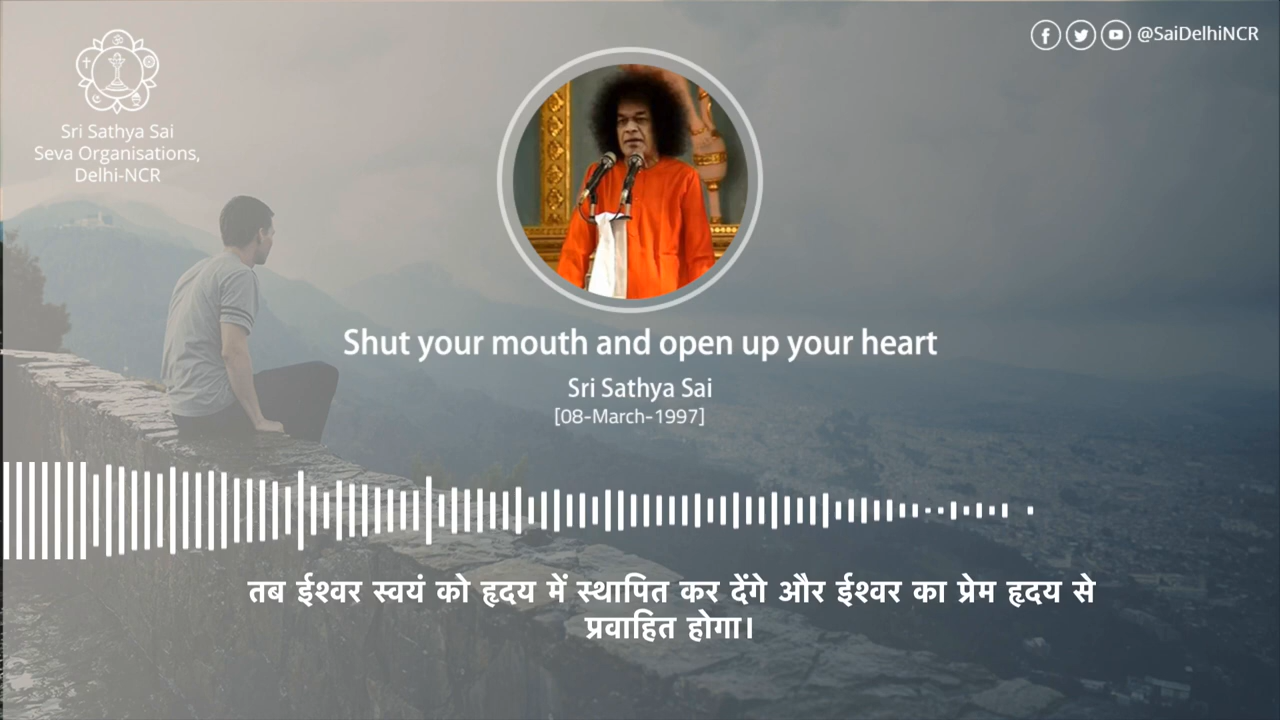 @SaiDelhiNCR
Sri Sathya Sai
Seva Organisations,
Delhi-NCR
Shut your mouth and open up your heart
Sri Sathya Sai
[08-March-1997]
तब ईश्वर स्वयं को हृदय में स्थापित कर देंगे और ईश्वर का प्रेम हृदय से
प्रवाहित होगा।